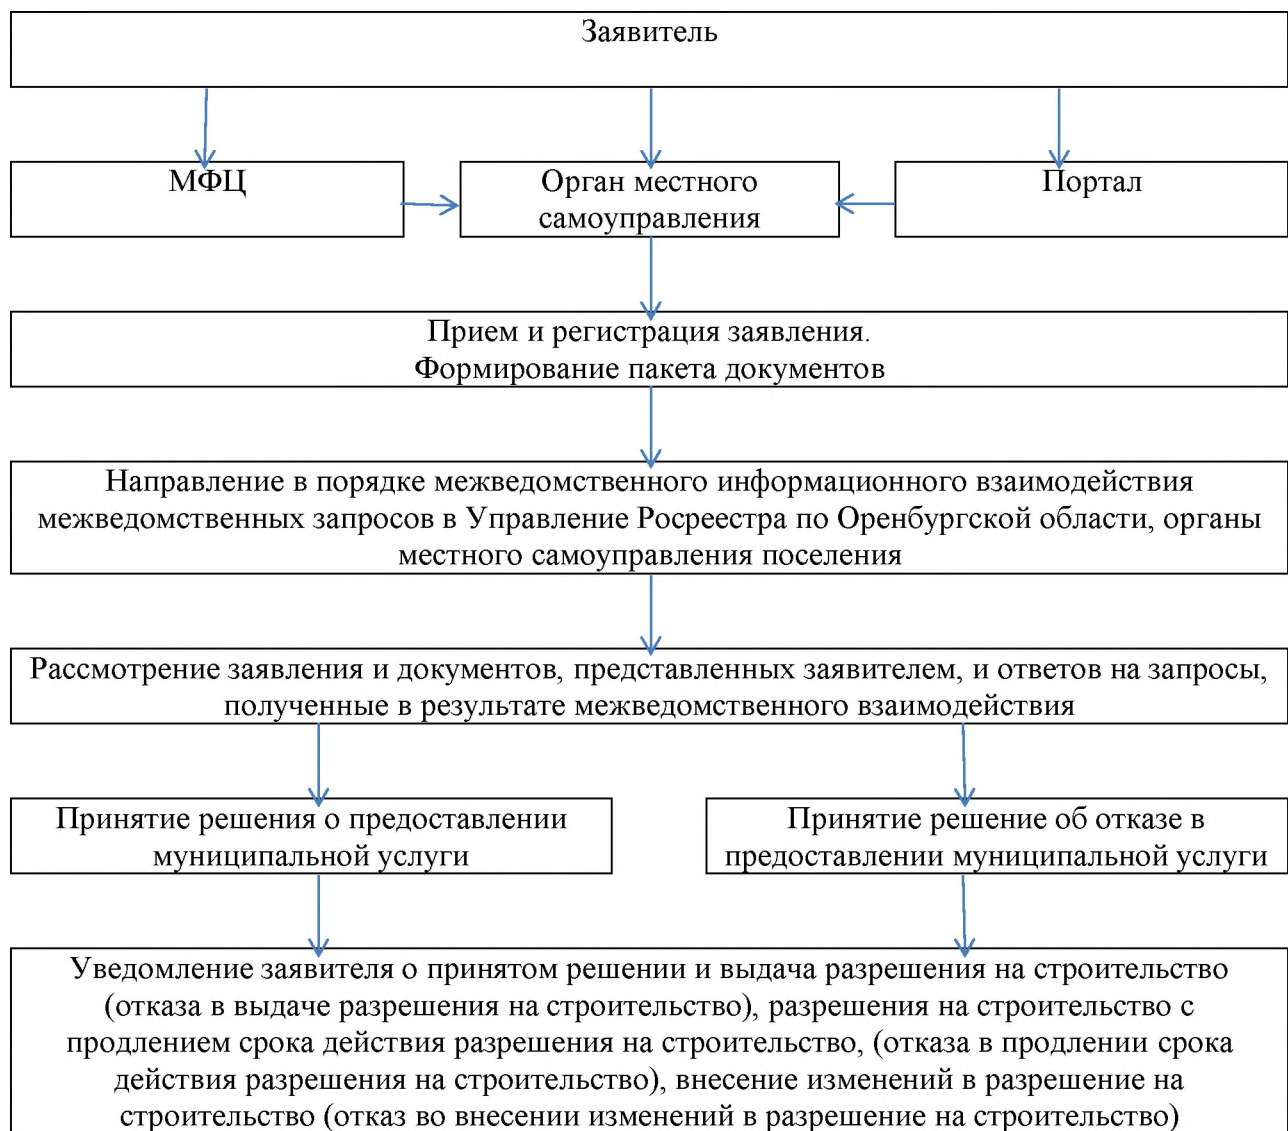 Заявитель
МФЦ
Орган местного
самоуправления
Портал
Прием и регистрация заявления.
Формирование пакета документов
Направление в порядке межведомственного информационного взаимодействия
межведомственных запросов в Управление Росреестра по Оренбургской области, органы
местного самоуправления поселения
Рассмотрение заявления и документов, представленных заявителем, и ответов на запросы,
полученные в результате межведомственного взаимодействия
Принятие решения о предоставлении
муниципальной услуги
Принятие решение об отказе в
предоставлении муниципальной услуги
Уведомление заявителя о принятом решении и выдача разрешения на строительство
(отказа в выдаче разрешения на строительство), разрешения на строительство с
продлением срока действия разрешения на строительство, (отказа в продлении срока
действия разрешения на строительство), внесение изменений в разрешение на
строительство (отказ во внесении изменений в разрешение на строительство)